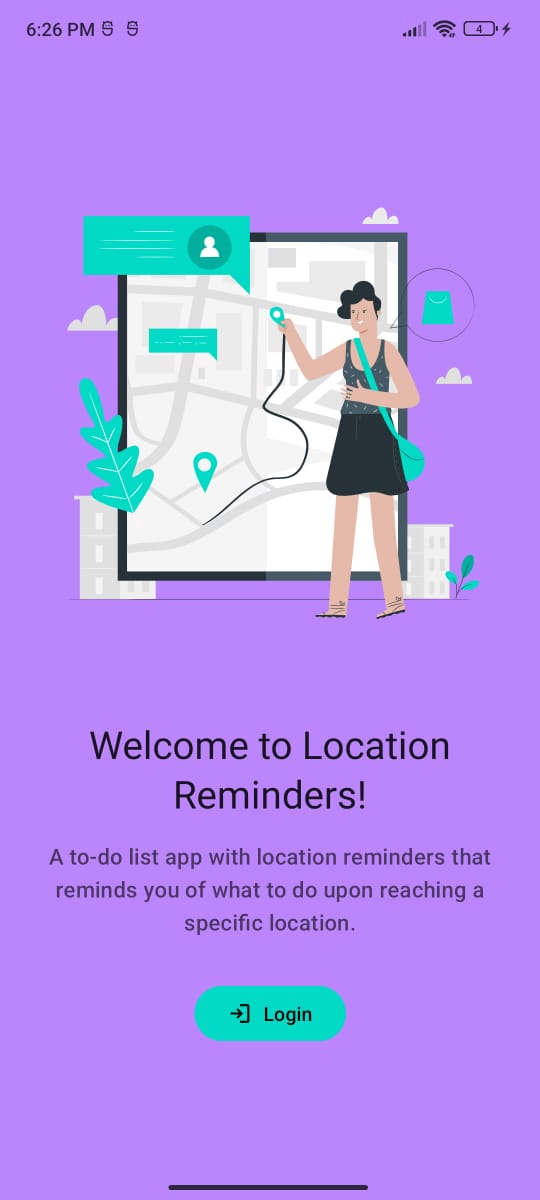 6:26 PM
4
Welcome to Location
Reminders!
A to-do list app with location reminders that
reminds you of what to do upon reaching a
specific location.
Login